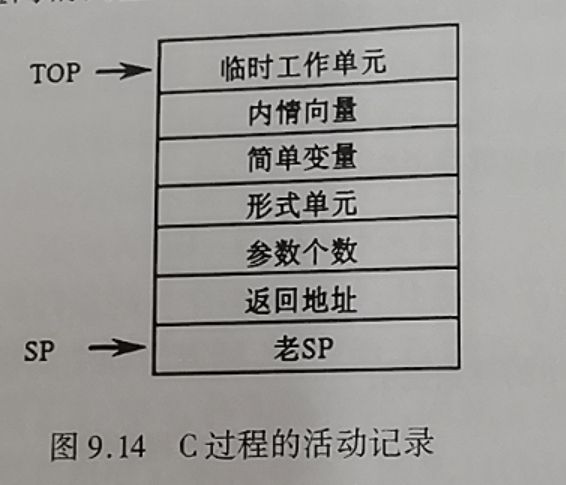 TOP
临时工作单元
内情向量
简单变量
形式单元
参数个数
返回地址
SP
老SP
图 9.14 C 过程的活动记录